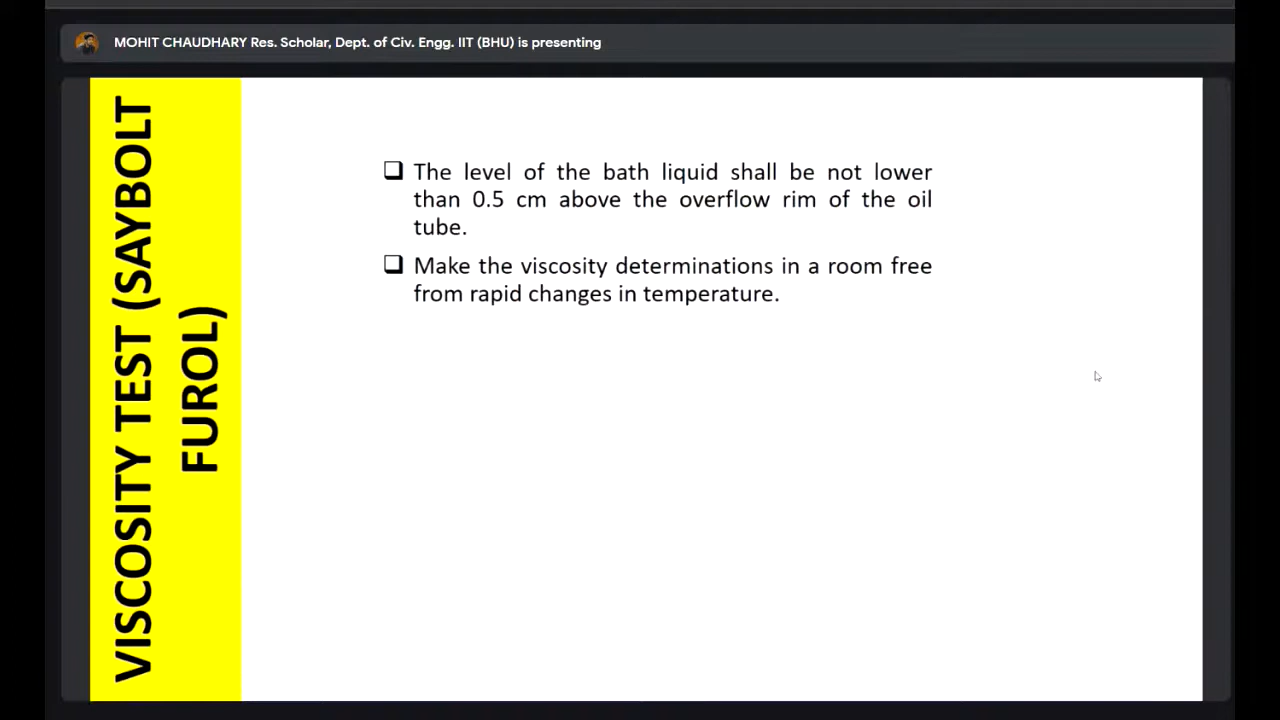 MOHIT CHAUDHARY Res. Scholar, Dept. of Civ. Engg. IIT (BHU) is presenting
VISCOSITY TEST (SAYBOLT
FUROL)
The level of the bath liquid shall be not lower
than 0.5 cm above the overflow rim of the oil
tube.
Make the viscosity determinations in a room free
from rapid changes in temperature.